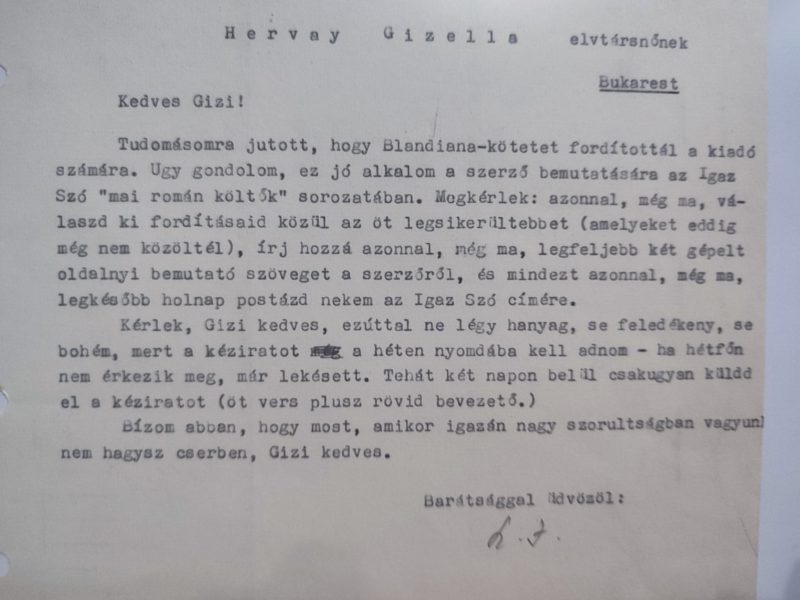 Hervay Gizella elvtársnőnek
Bukarest
Kedves Gizi!
Tudomásomra jutott, hogy Blandiana-kötetet fordítottál a kiadó
számára. Ugy gondolom, ez jó alkalom a szerző bemutatására az Igaz
Szó "mai román költők" sorozatában. Megkérlek: azonnal, még ma, vá-
laszd ki fordításaid közül az öt legsikerültebbet (amelyeket eddig
még nem közöltél), írj hozzá azonnal, még ma, legfeljebb két gépelt
oldalnyi bemutató szöveget a szerzőről, és mindezt azonnal, még ma,
legkésőbb holnap postázd nekem az Igaz Szó címére.
Kérlek, Gizi kedves, ezúttal ne légy hanyag, se feledékeny, se
bohém, mert a kéziratot a héten nyomdába kell adnom - ha hétfőn
nem érkezik meg, már lekésett. Tehát két napon belül csakugyan küldd
el a kéziratot (öt vers plusz rövid bevezető.)
Bízom abban, hogy most, amikor igazán nagy szorultságban vagyunk
nem hagysz cserben, Gizi kedves.
Barátsággal üdvözöl: